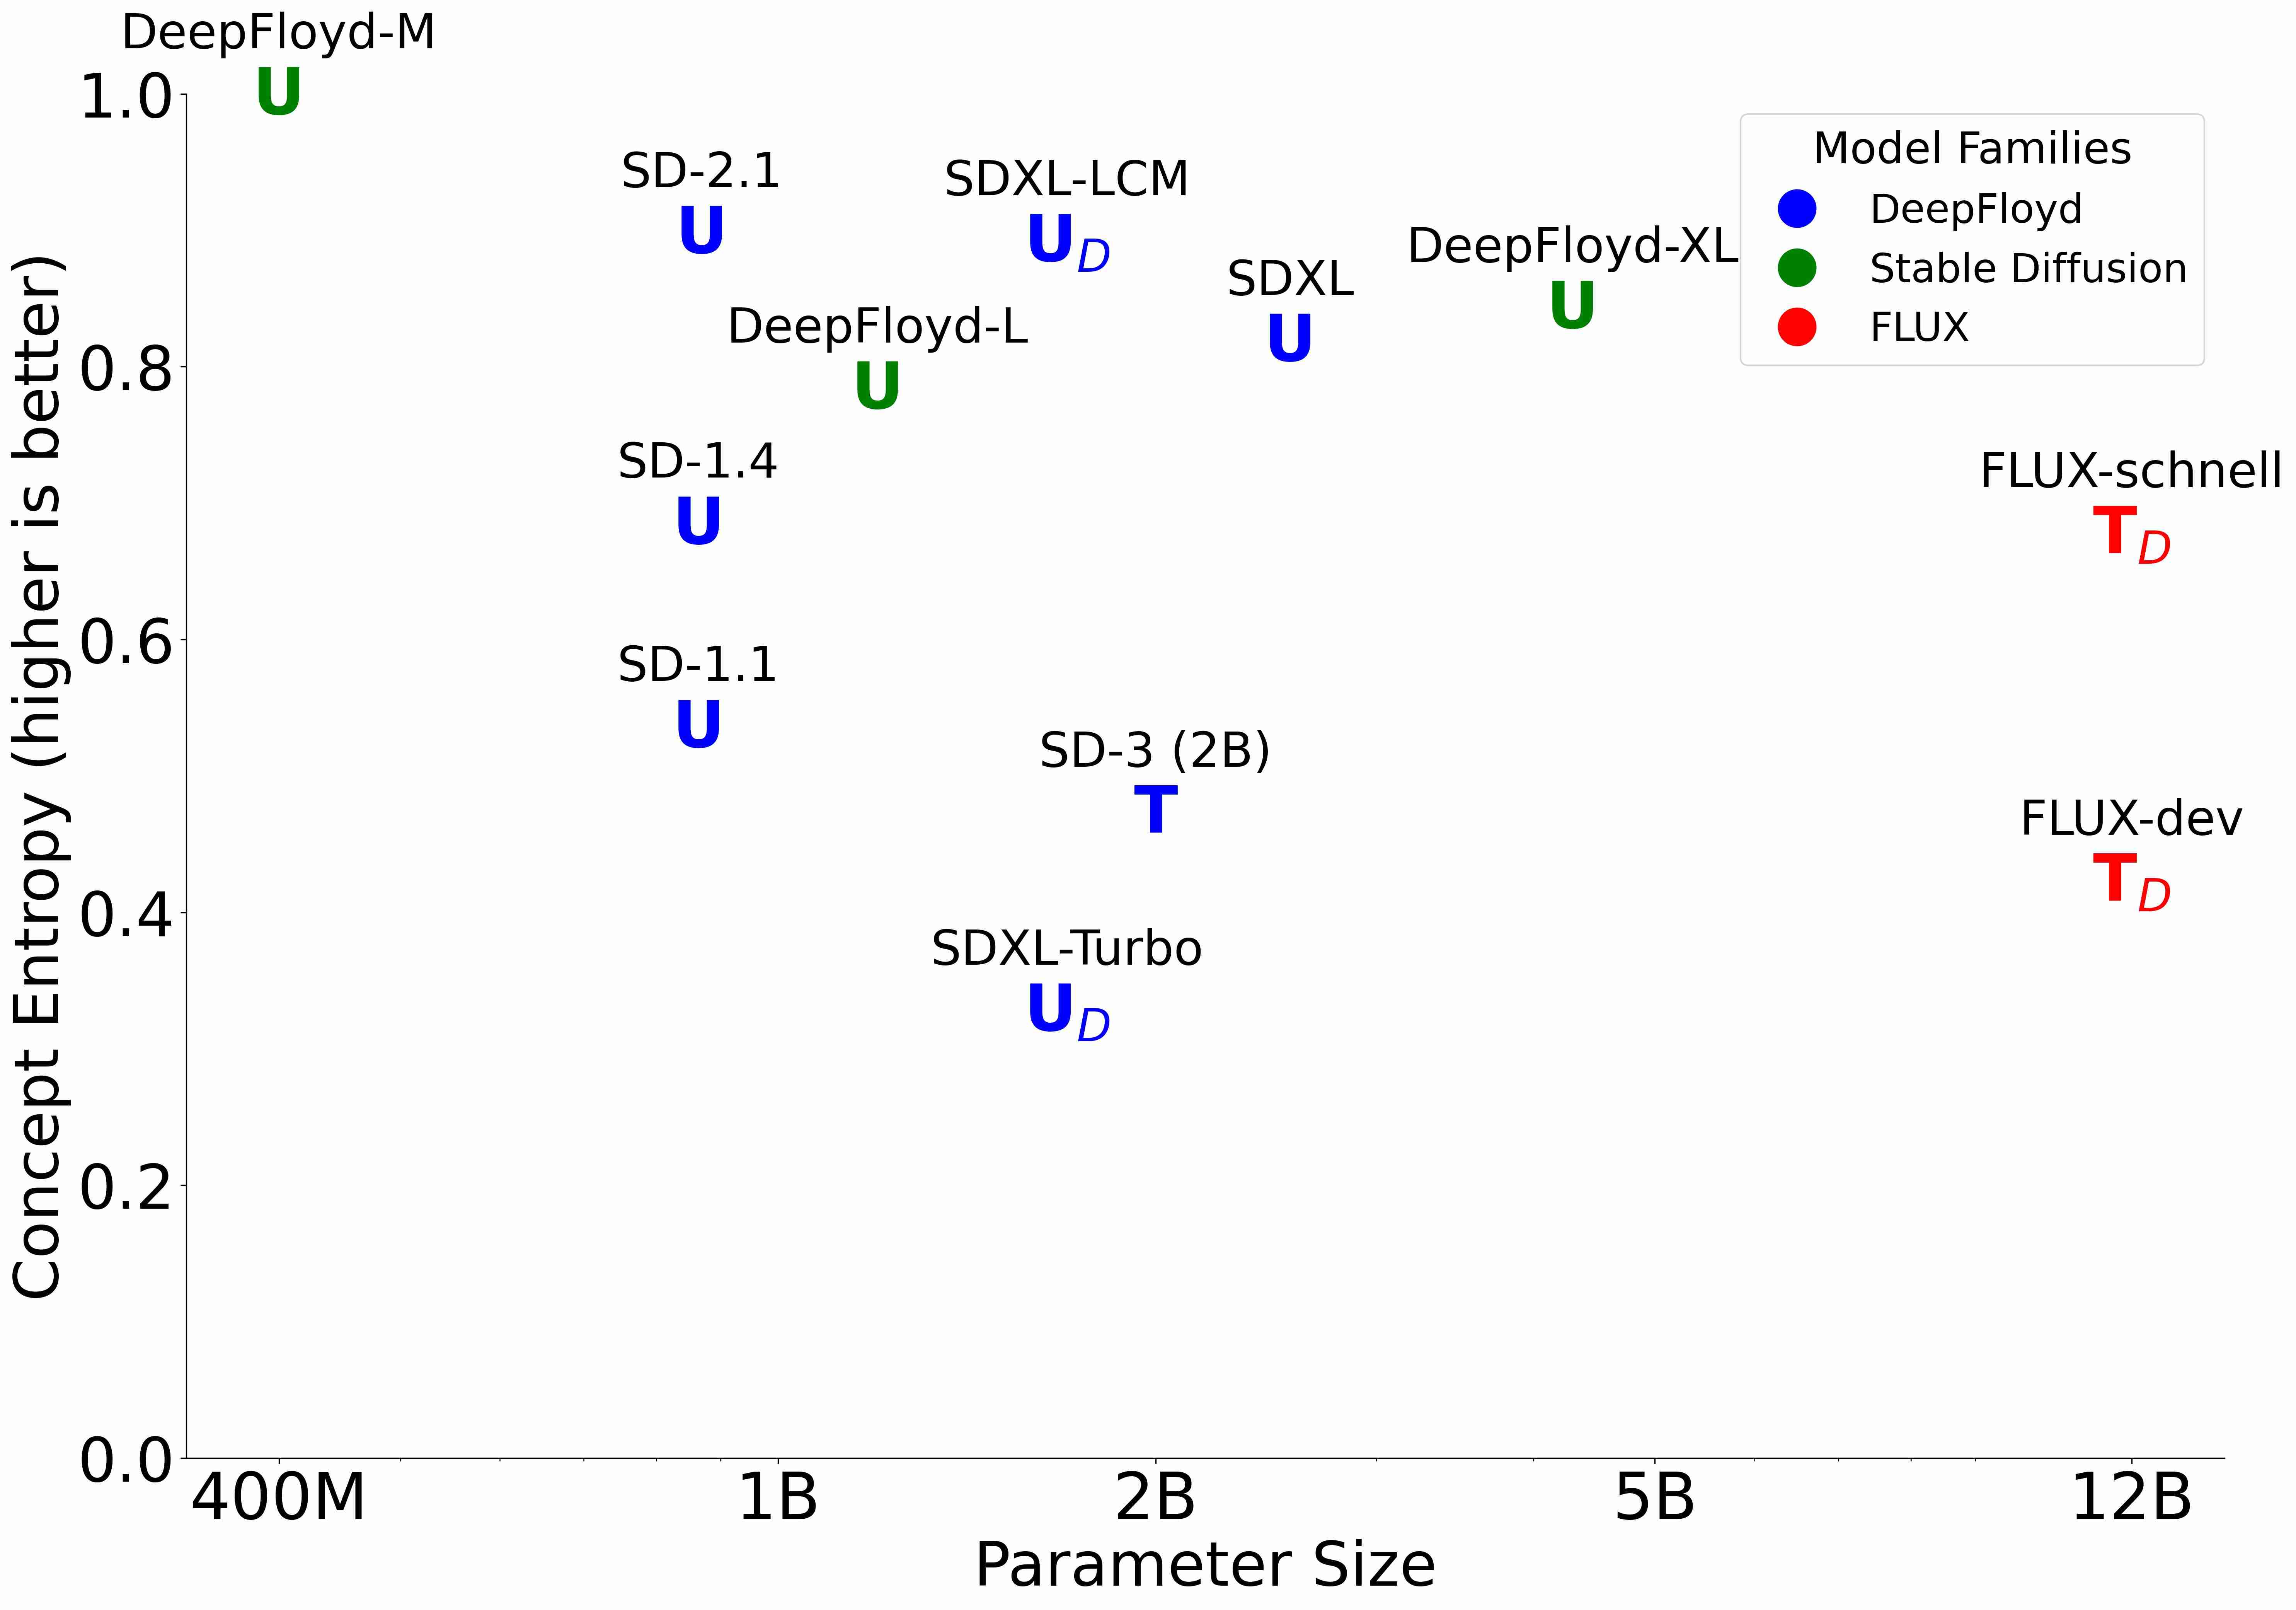 DeepFloyd-M
U
1.0
SD-2.1
U
SDXL-LCM
U_D
SDXL
U
DeepFloyd-XL
U
Model Families
DeepFloyd
Stable Diffusion
FLUX
DeepFloyd-L
U
0.8
SD-1.4
U
FLUX-schnell
T_D
0.6
SD-1.1
U
SD-3 (2B)
T
FLUX-dev
T_D
0.4
SDXL-Turbo
U_D
0.2
0.0
Concept Entropy (higher is better)
400M
1B
2B
5B
12B
Parameter Size